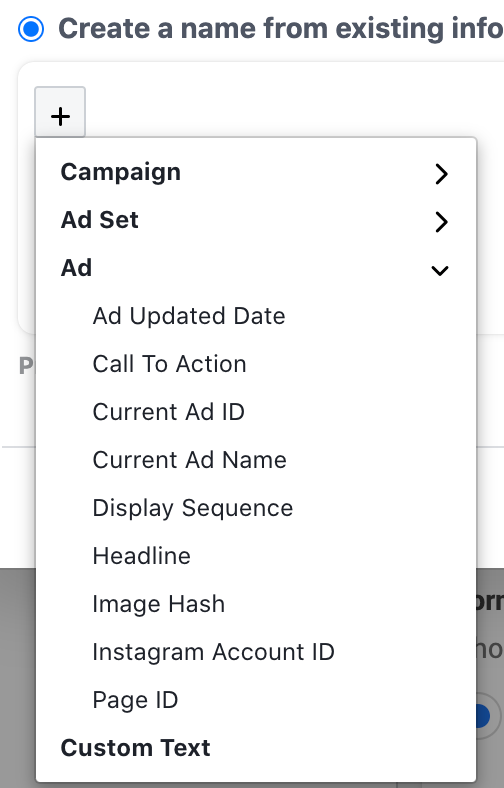 Create a name from existing info
+
Campaign
Ad Set
Ad
Ad Updated Date
Call To Action
Current Ad ID
Current Ad Name
Display Sequence
Headline
Image Hash
Instagram Account ID
Page ID
Custom Text